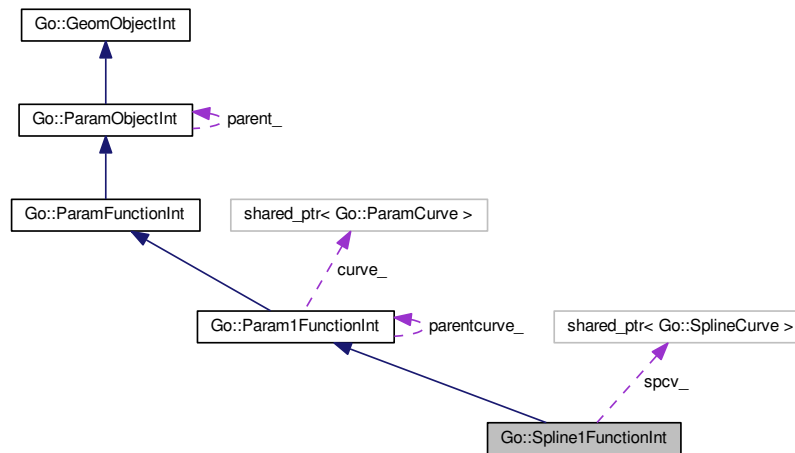 Go::GeomObjectInt
Go::ParamObjectInt
parent_
Go::ParamFunctionInt
shared_ptr< Go::ParamCurve >
curve_
Go::Param1FunctionInt
parentcurve_
shared_ptr< Go::SplineCurve >
spcv_
Go::Spline1FunctionInt